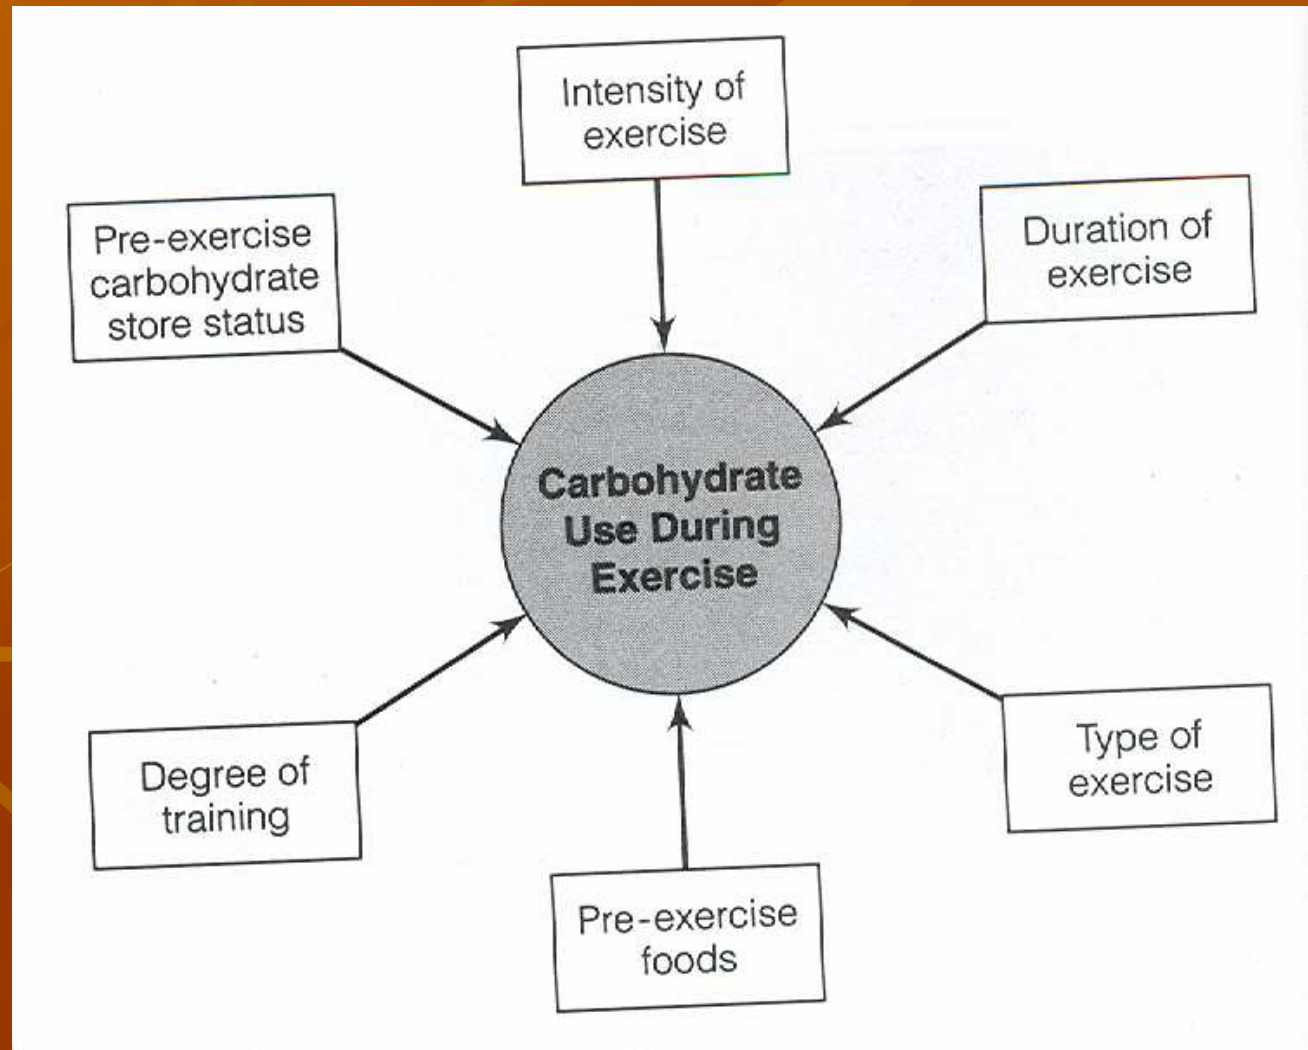 Intensity of
exercise
Pre-exercise
carbohydrate
store status
Duration of
exercise
Carbohydrate
Use During
Exercise
Degree of
training
Type of
exercise
Pre-exercise
foods